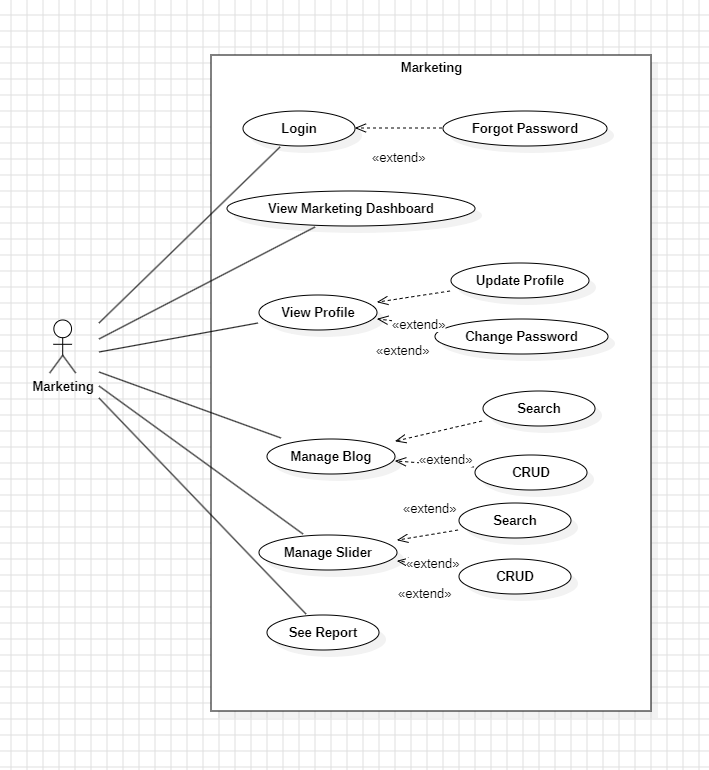 Marketing
Login
Forgot Password
«extend»
View Marketing Dashboard
Update Profile
View Profile
«extend»
Change Password
«extend»
Marketing
Search
Manage Blog
«extend»
CRUD
«extend»
Search
Manage Slider
«extend»
CRUD
«extend»
See Report